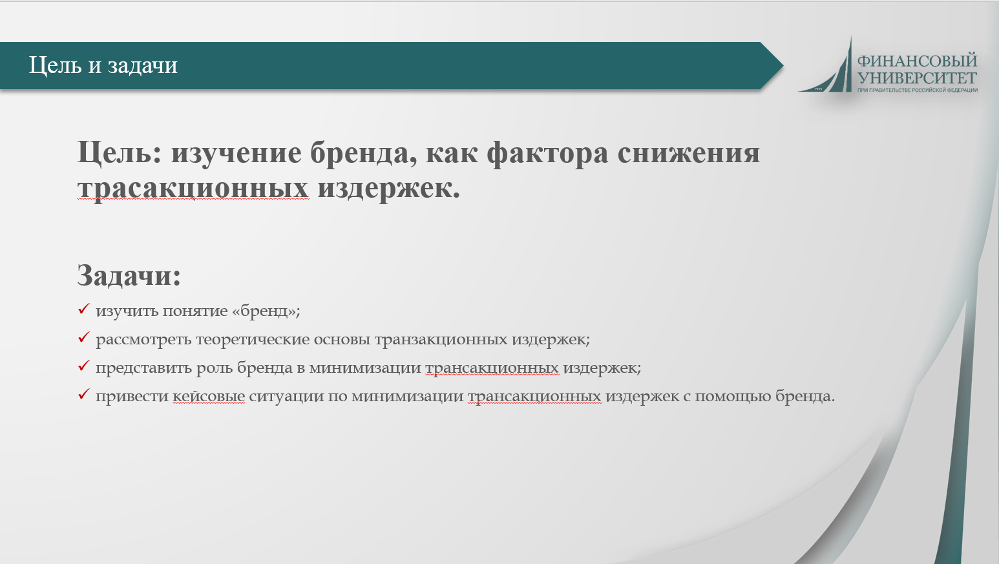 Цель и задачи
ФИНАНСОВЫЙ
УНИВЕРСИТЕТ
ПРИ ПРАВИТЕЛЬСТВЕ РОССИЙСКОЙ ФЕДЕРАЦИИ
Цель: изучение бренда, как фактора снижения
трасакционных издержек.
Задачи:
✓ изучить понятие «бренд»;
✓ рассмотреть теоретические основы транзакционных издержек;
✓ представить роль бренда в минимизации трансакционных издержек;
✓ привести кейсовые ситуации по минимизации трансакционных издержек с помощью бренда.